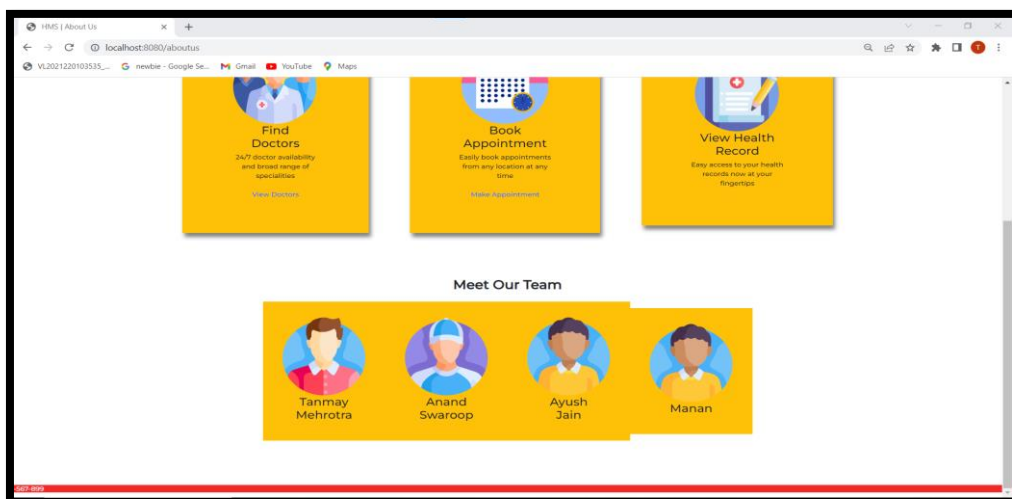 HMS | About Us
localhost:8080/aboutus
T
VL2021220103535_...
newbie - Google Se...
Gmail
YouTube
Maps
Find
Doctors
24/7 doctor availability
and broad range of
specialities
View Doctors
Book
Appointment
Easily book appointments
from any location at any
time
Make Appointment
View Health
Record
Easy access to your health
records now at your
fingertips
Meet Our Team
Tanmay
Mehrotra
Anand
Swaroop
Ayush
Jain
Manan
-567-899